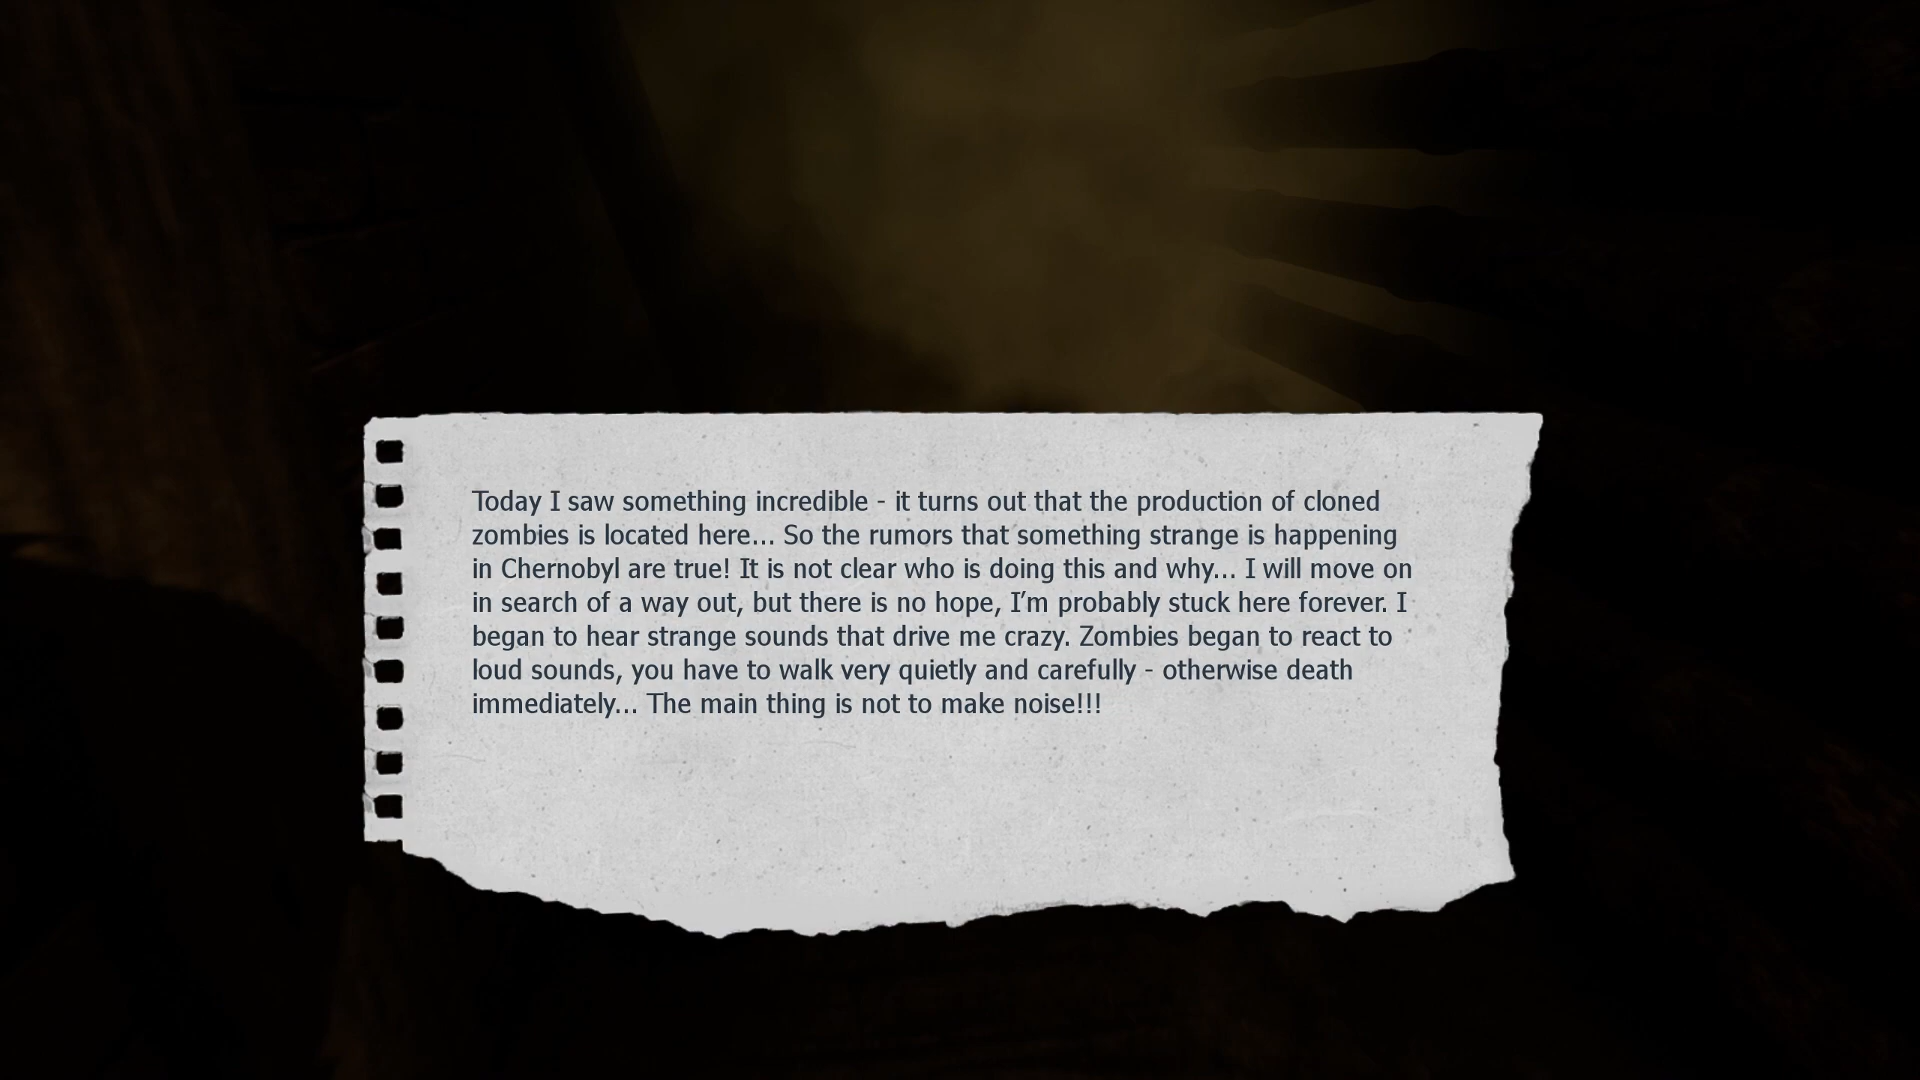 Today I saw something incredible - it turns out that the production of cloned
zombies is located here... So the rumors that something strange is happening
in Chernobyl are true! It is not clear who is doing this and why... I will move on
in search of a way out, but there is no hope, I’m probably stuck here forever. I
began to hear strange sounds that drive me crazy. Zombies began to react to
loud sounds, you have to walk very quietly and carefully - otherwise death
immediately... The main thing is not to make noise!!!